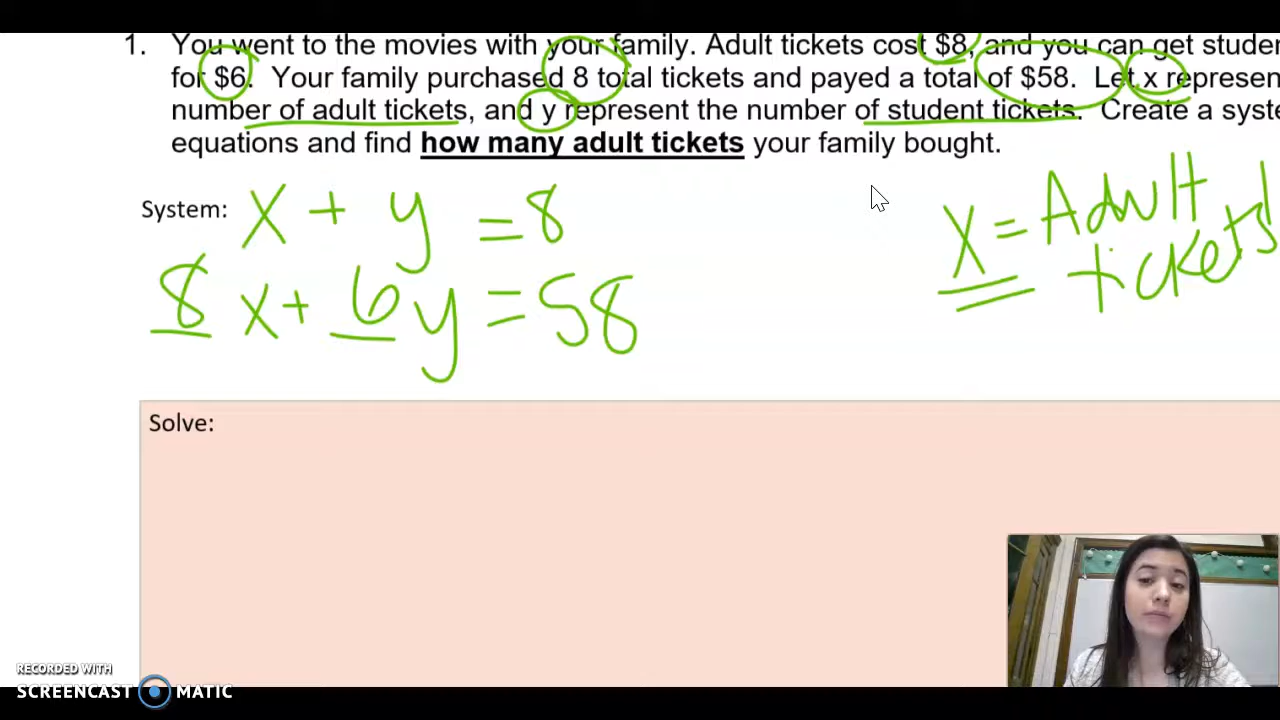 1. You went to the movies with your family. Adult tickets cost $8, and you can get stude
for $6. Your family purchased 8 total tickets and payed a total of $58. Let x represen
number of adult tickets, and y represent the number of student tickets. Create a syste
equations and find how many adult tickets your family bought.
System: x + y = 8
8 x + 6 y = 58
x = Adult
tickets
Solve:
RECORDED WITH
SCREENCAST MATIC